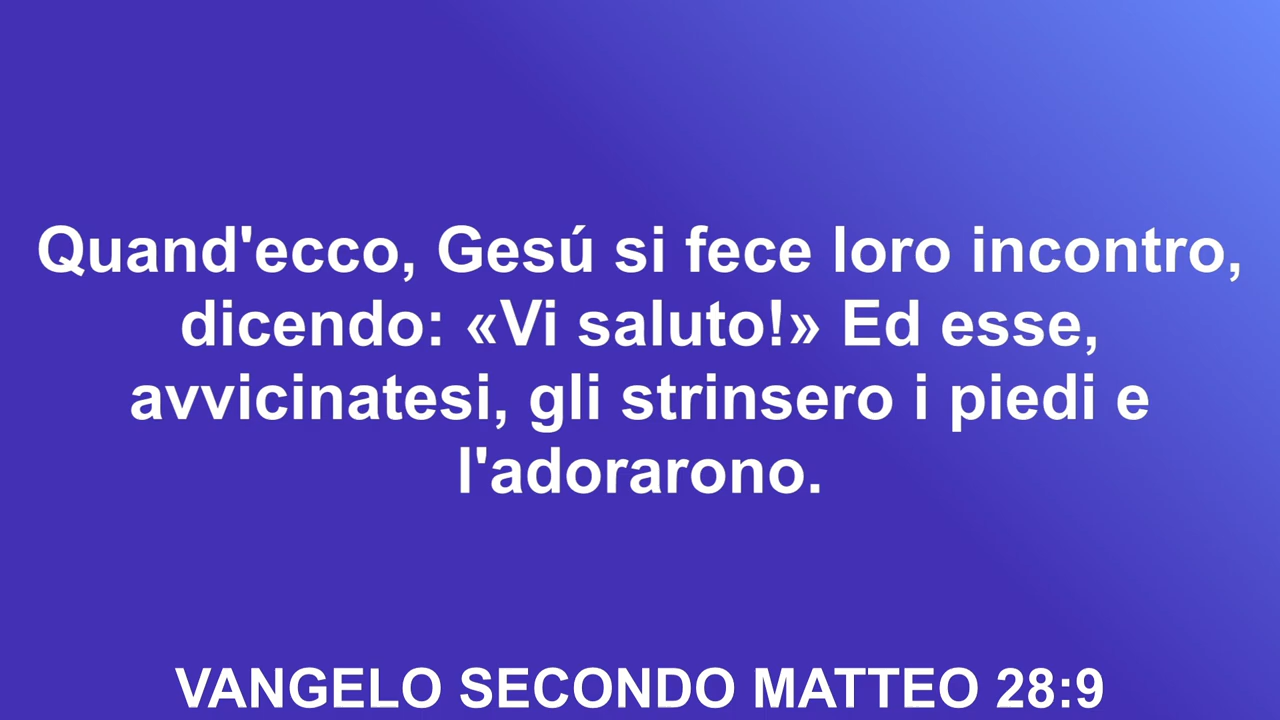 Quand'ecco, Gesú si fece loro incontro,
dicendo: «Vi saluto!» Ed esse,
avvicinatesi, gli strinsero i piedi e
l'adorarono.
VANGELO SECONDO MATTEO 28:9